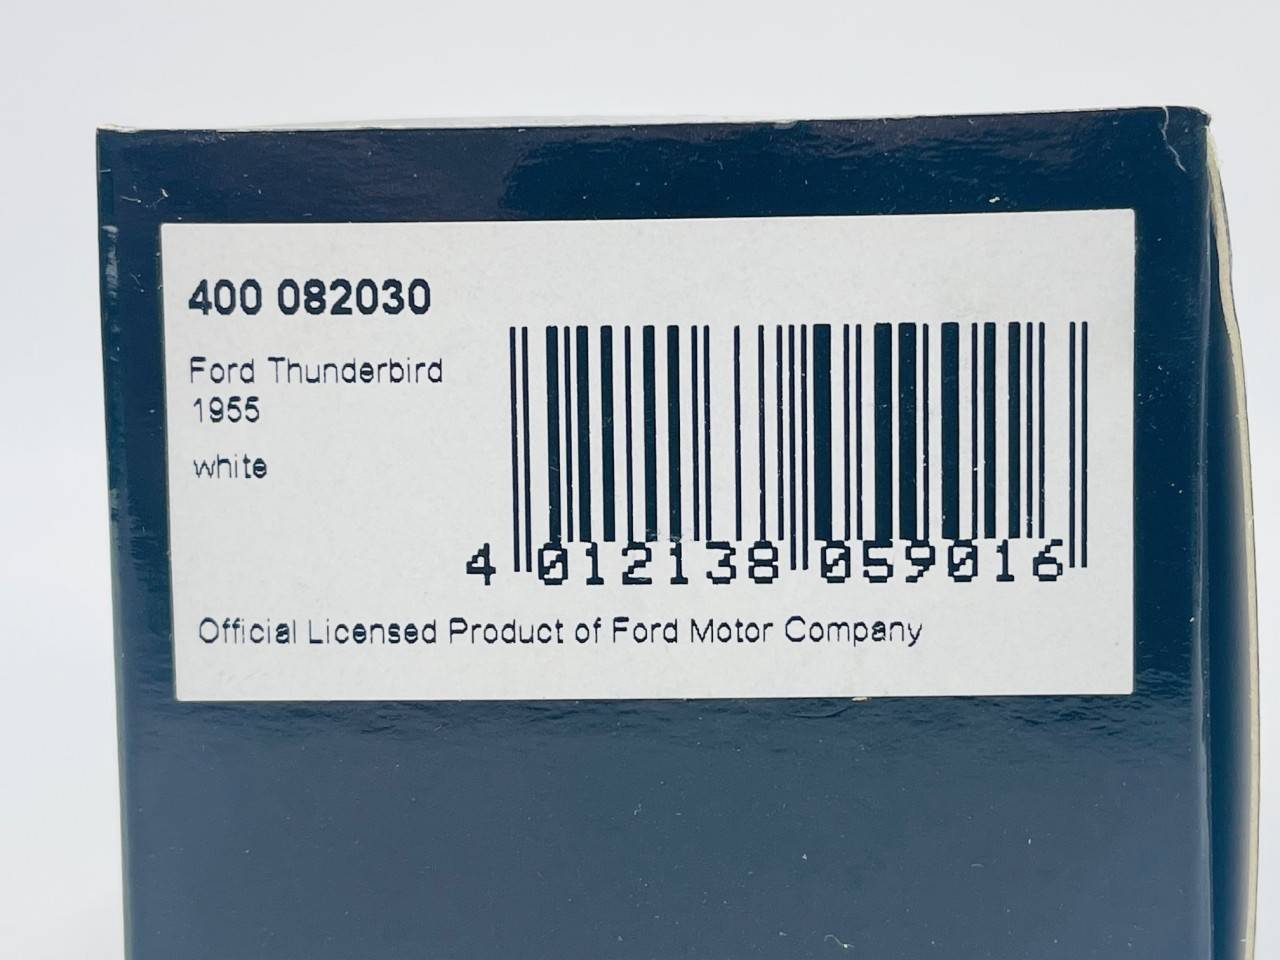 400 082030
Ford Thunderbird
1955
white
4 012138 059016
Official Licensed Product of Ford Motor Company